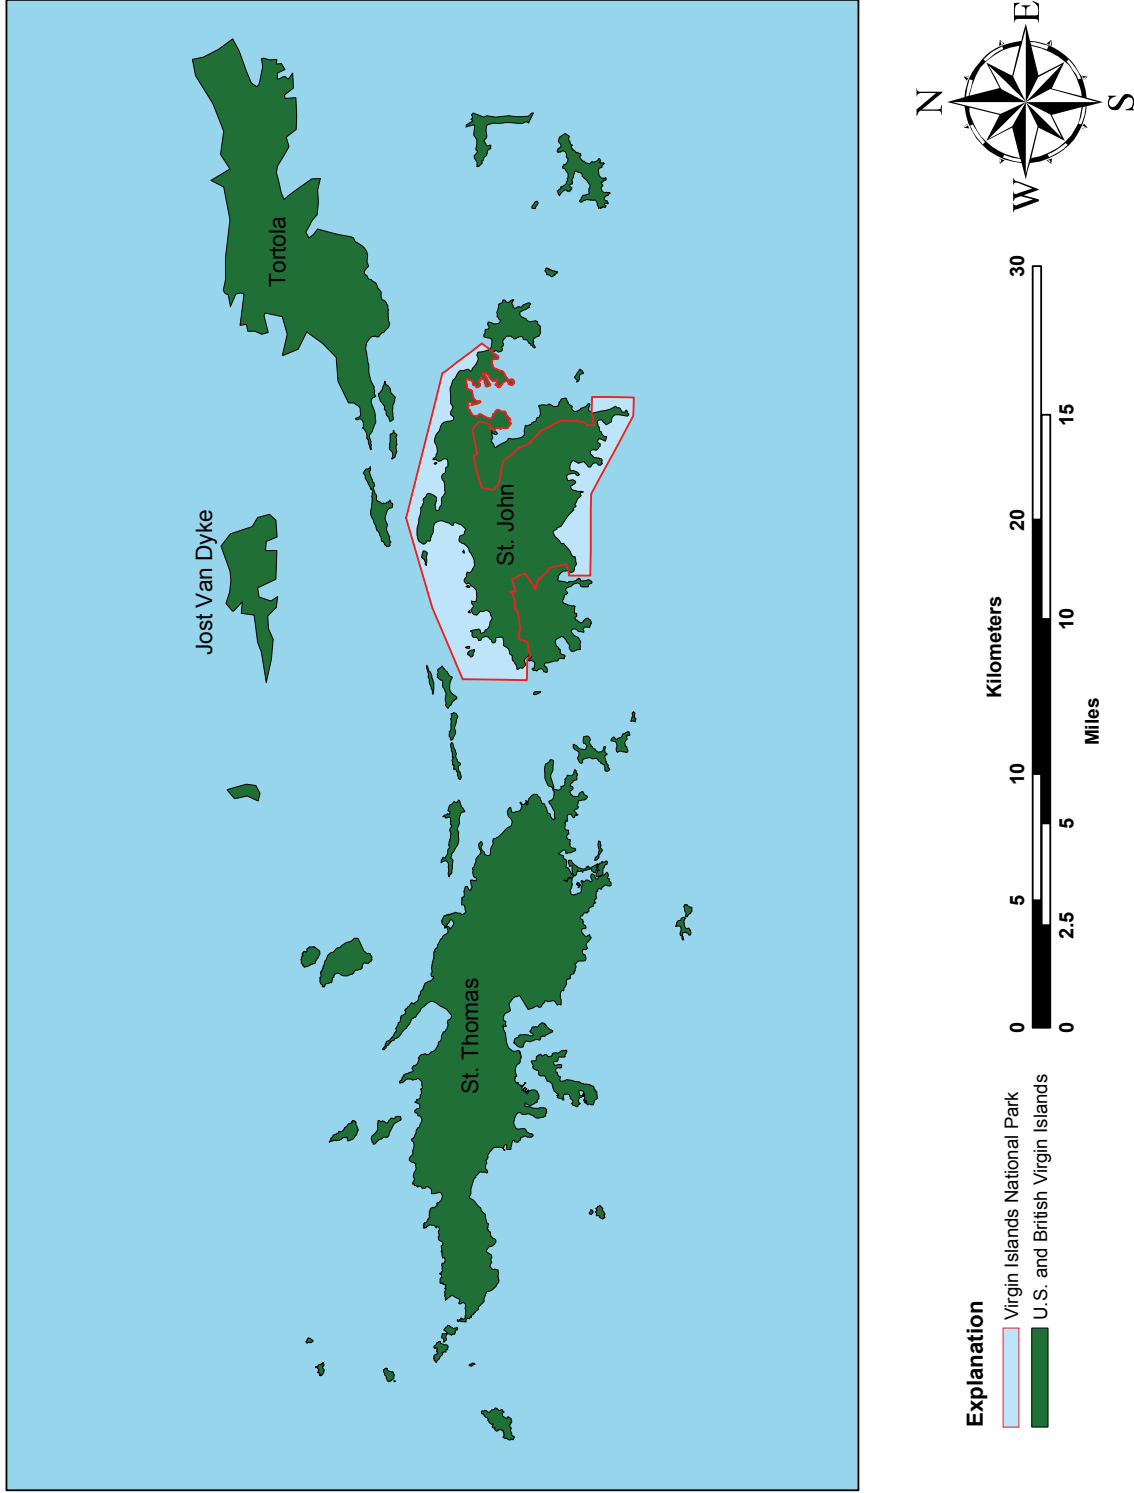 Jost Van Dyke
Tortola
St. Thomas
St. John
Explanation
Virgin Islands National Park
U.S. and British Virgin Islands
0 5 10 20 30
Kilometers
0 2.5 5 10 15
Miles
N
W E
S